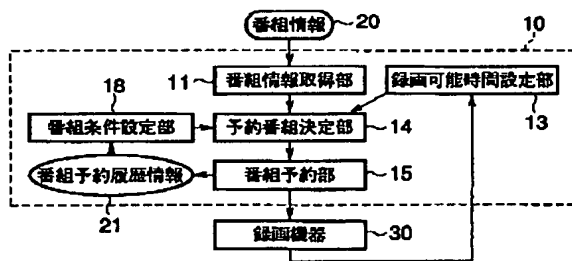 番組情報 20
10
11 番組情報取得部
録画可能時間設定部
13
18
番組条件設定部
予約番組決定部 14
番組予約履歴情報
21
番組予約部 15
録画機器 30